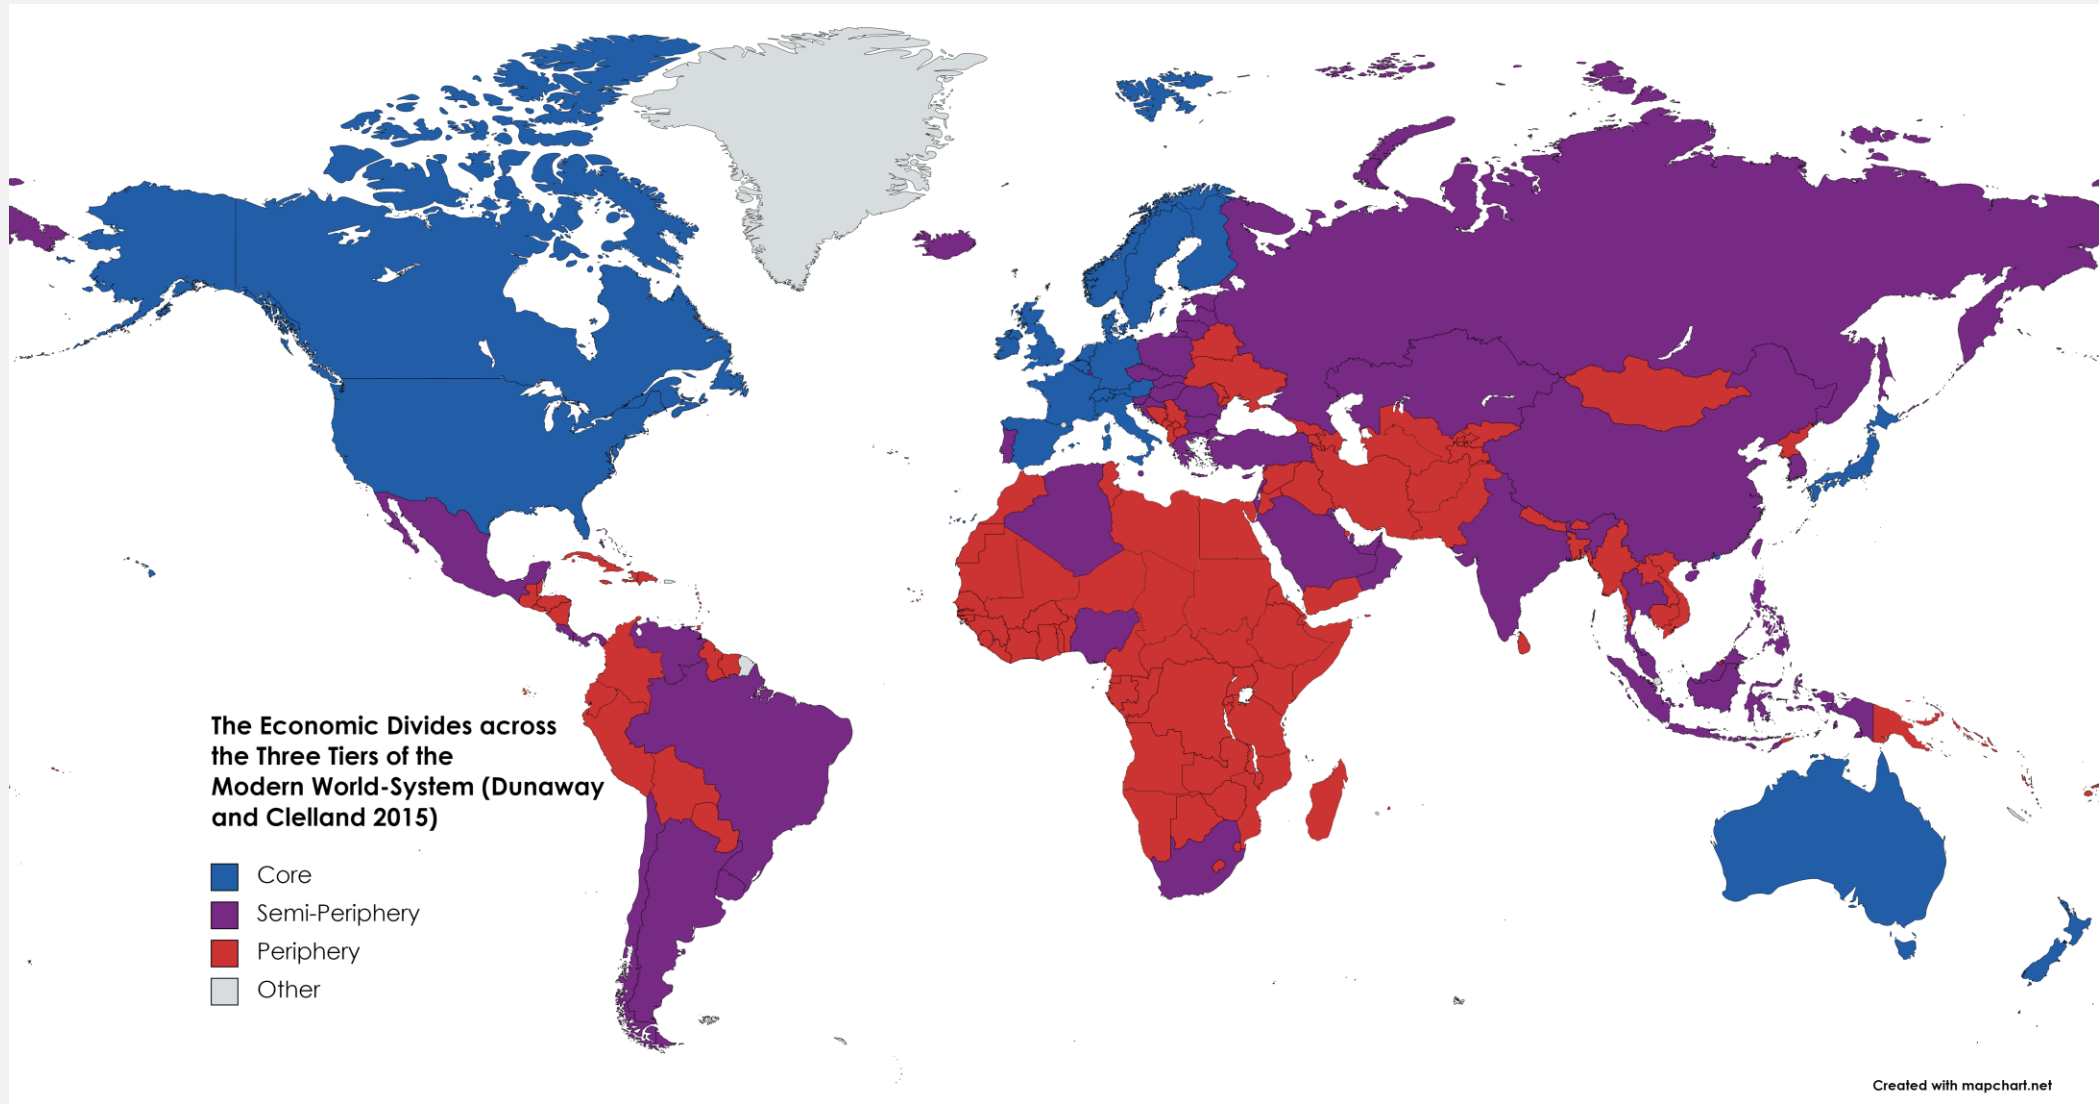 The Economic Divides across
the Three Tiers of the
Modern World-System (Dunaway
and Clelland 2015)
Core
Semi-Periphery
Periphery
Other
Created with mapchart.net